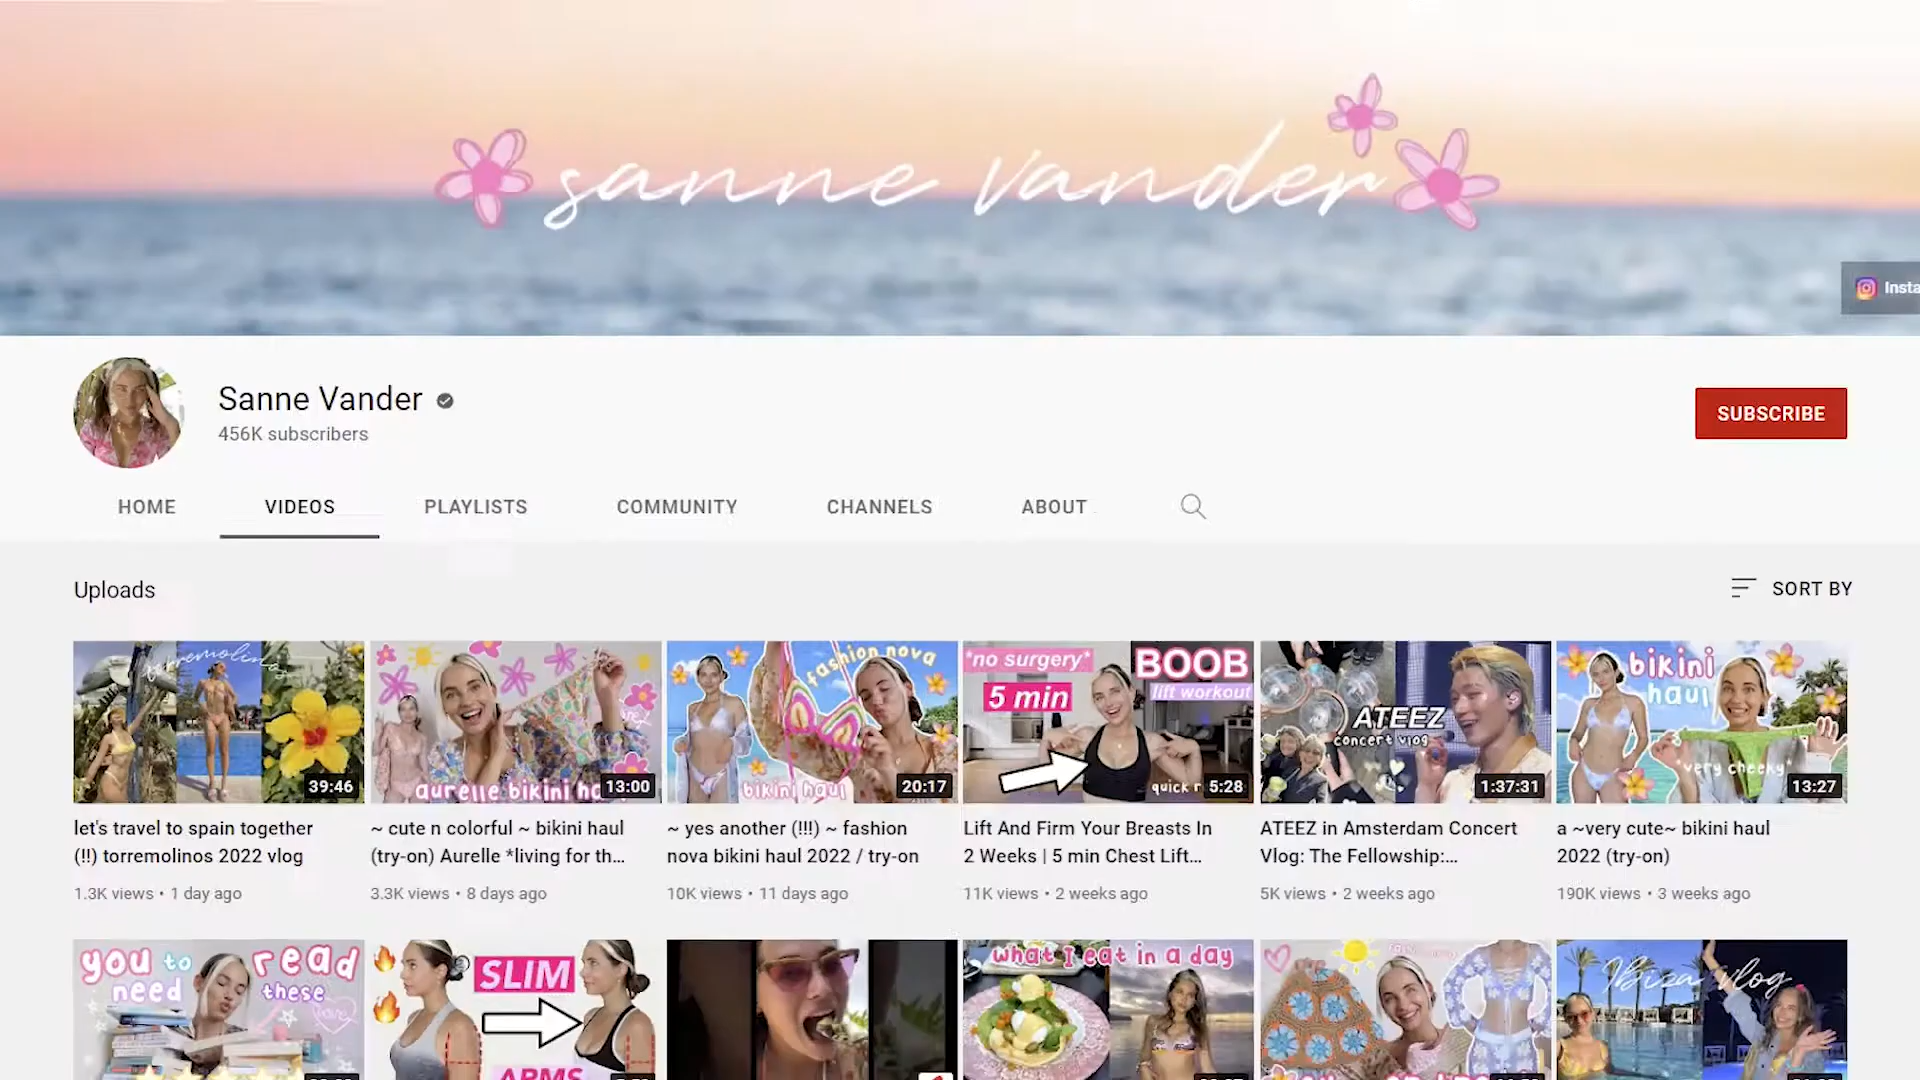 sanne vander
Insta
Sanne Vander
456K subscribers
SUBSCRIBE
HOME
VIDEOS
PLAYLISTS
COMMUNITY
CHANNELS
ABOUT
Uploads
SORT BY
torremolinos
39:46
let's travel to spain together
(!!) torremolinos 2022 vlog
1.3K views • 1 day ago
aurelle bikini ha
13:00
~ cute n colorful ~ bikini haul
(try-on) Aurelle *living for th...
3.3K views • 8 days ago
fashion nova
bikini haul
20:17
~ yes another (!!!) ~ fashion
nova bikini haul 2022 / try-on
10K views • 11 days ago
*no surgery*
5 min
BOOB
lift workout
quick r
5:28
Lift And Firm Your Breasts In
2 Weeks | 5 min Chest Lift...
11K views • 2 weeks ago
ATEEZ
concert vlog
1:37:31
ATEEZ in Amsterdam Concert
Vlog: The Fellowship:...
5K views • 2 weeks ago
bikini
haul
*very cheeky*
13:27
a ~very cute~ bikini haul
2022 (try-on)
190K views • 3 weeks ago
you to
need
read
these
SLIM
ARMS
what I eat in a day
Ibiza vlog